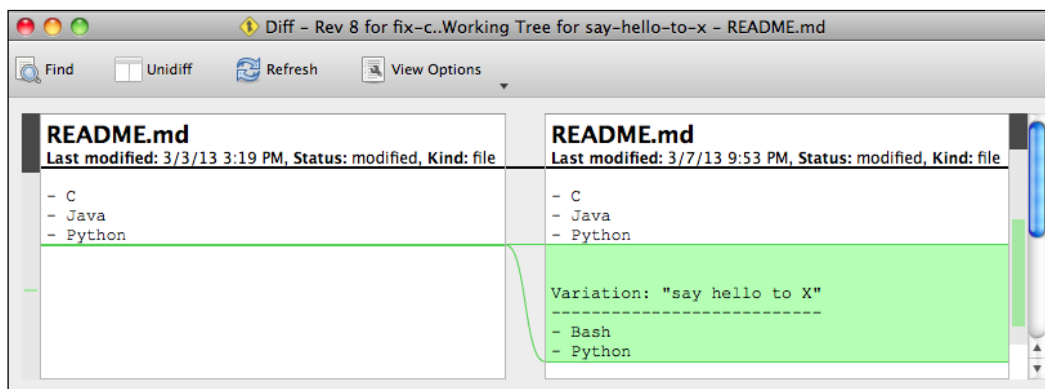 Diff - Rev 8 for fix-c..Working Tree for say-hello-to-x - README.md
Find Unidiff Refresh View Options
README.md
Last modified: 3/3/13 3:19 PM, Status: modified, Kind: file
- C
- Java
- Python
README.md
Last modified: 3/7/13 9:53 PM, Status: modified, Kind: file
- C
- Java
- Python
Variation: "say hello to X"
---------------------------
- Bash
- Python